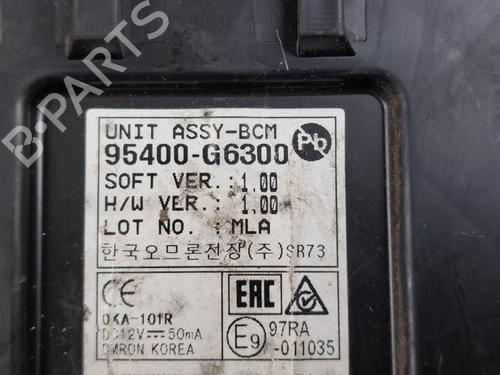 UNIT ASSY-BCM
95400-G6300
Pb
SOFT VER.: 1.00
H/W VER.: 1.00
LOT NO. : MLA
한국오므론전장(주)SR73
CE
EAC
OKA-101R
DC12V⎓50mA
OMRON KOREA
E9
97RA
-011035
B-PARTS